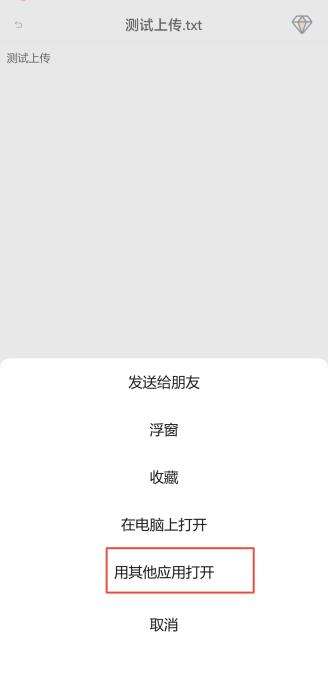 测试上传.txt
测试上传
发送给朋友
浮窗
收藏
在电脑上打开
用其他应用打开
取消